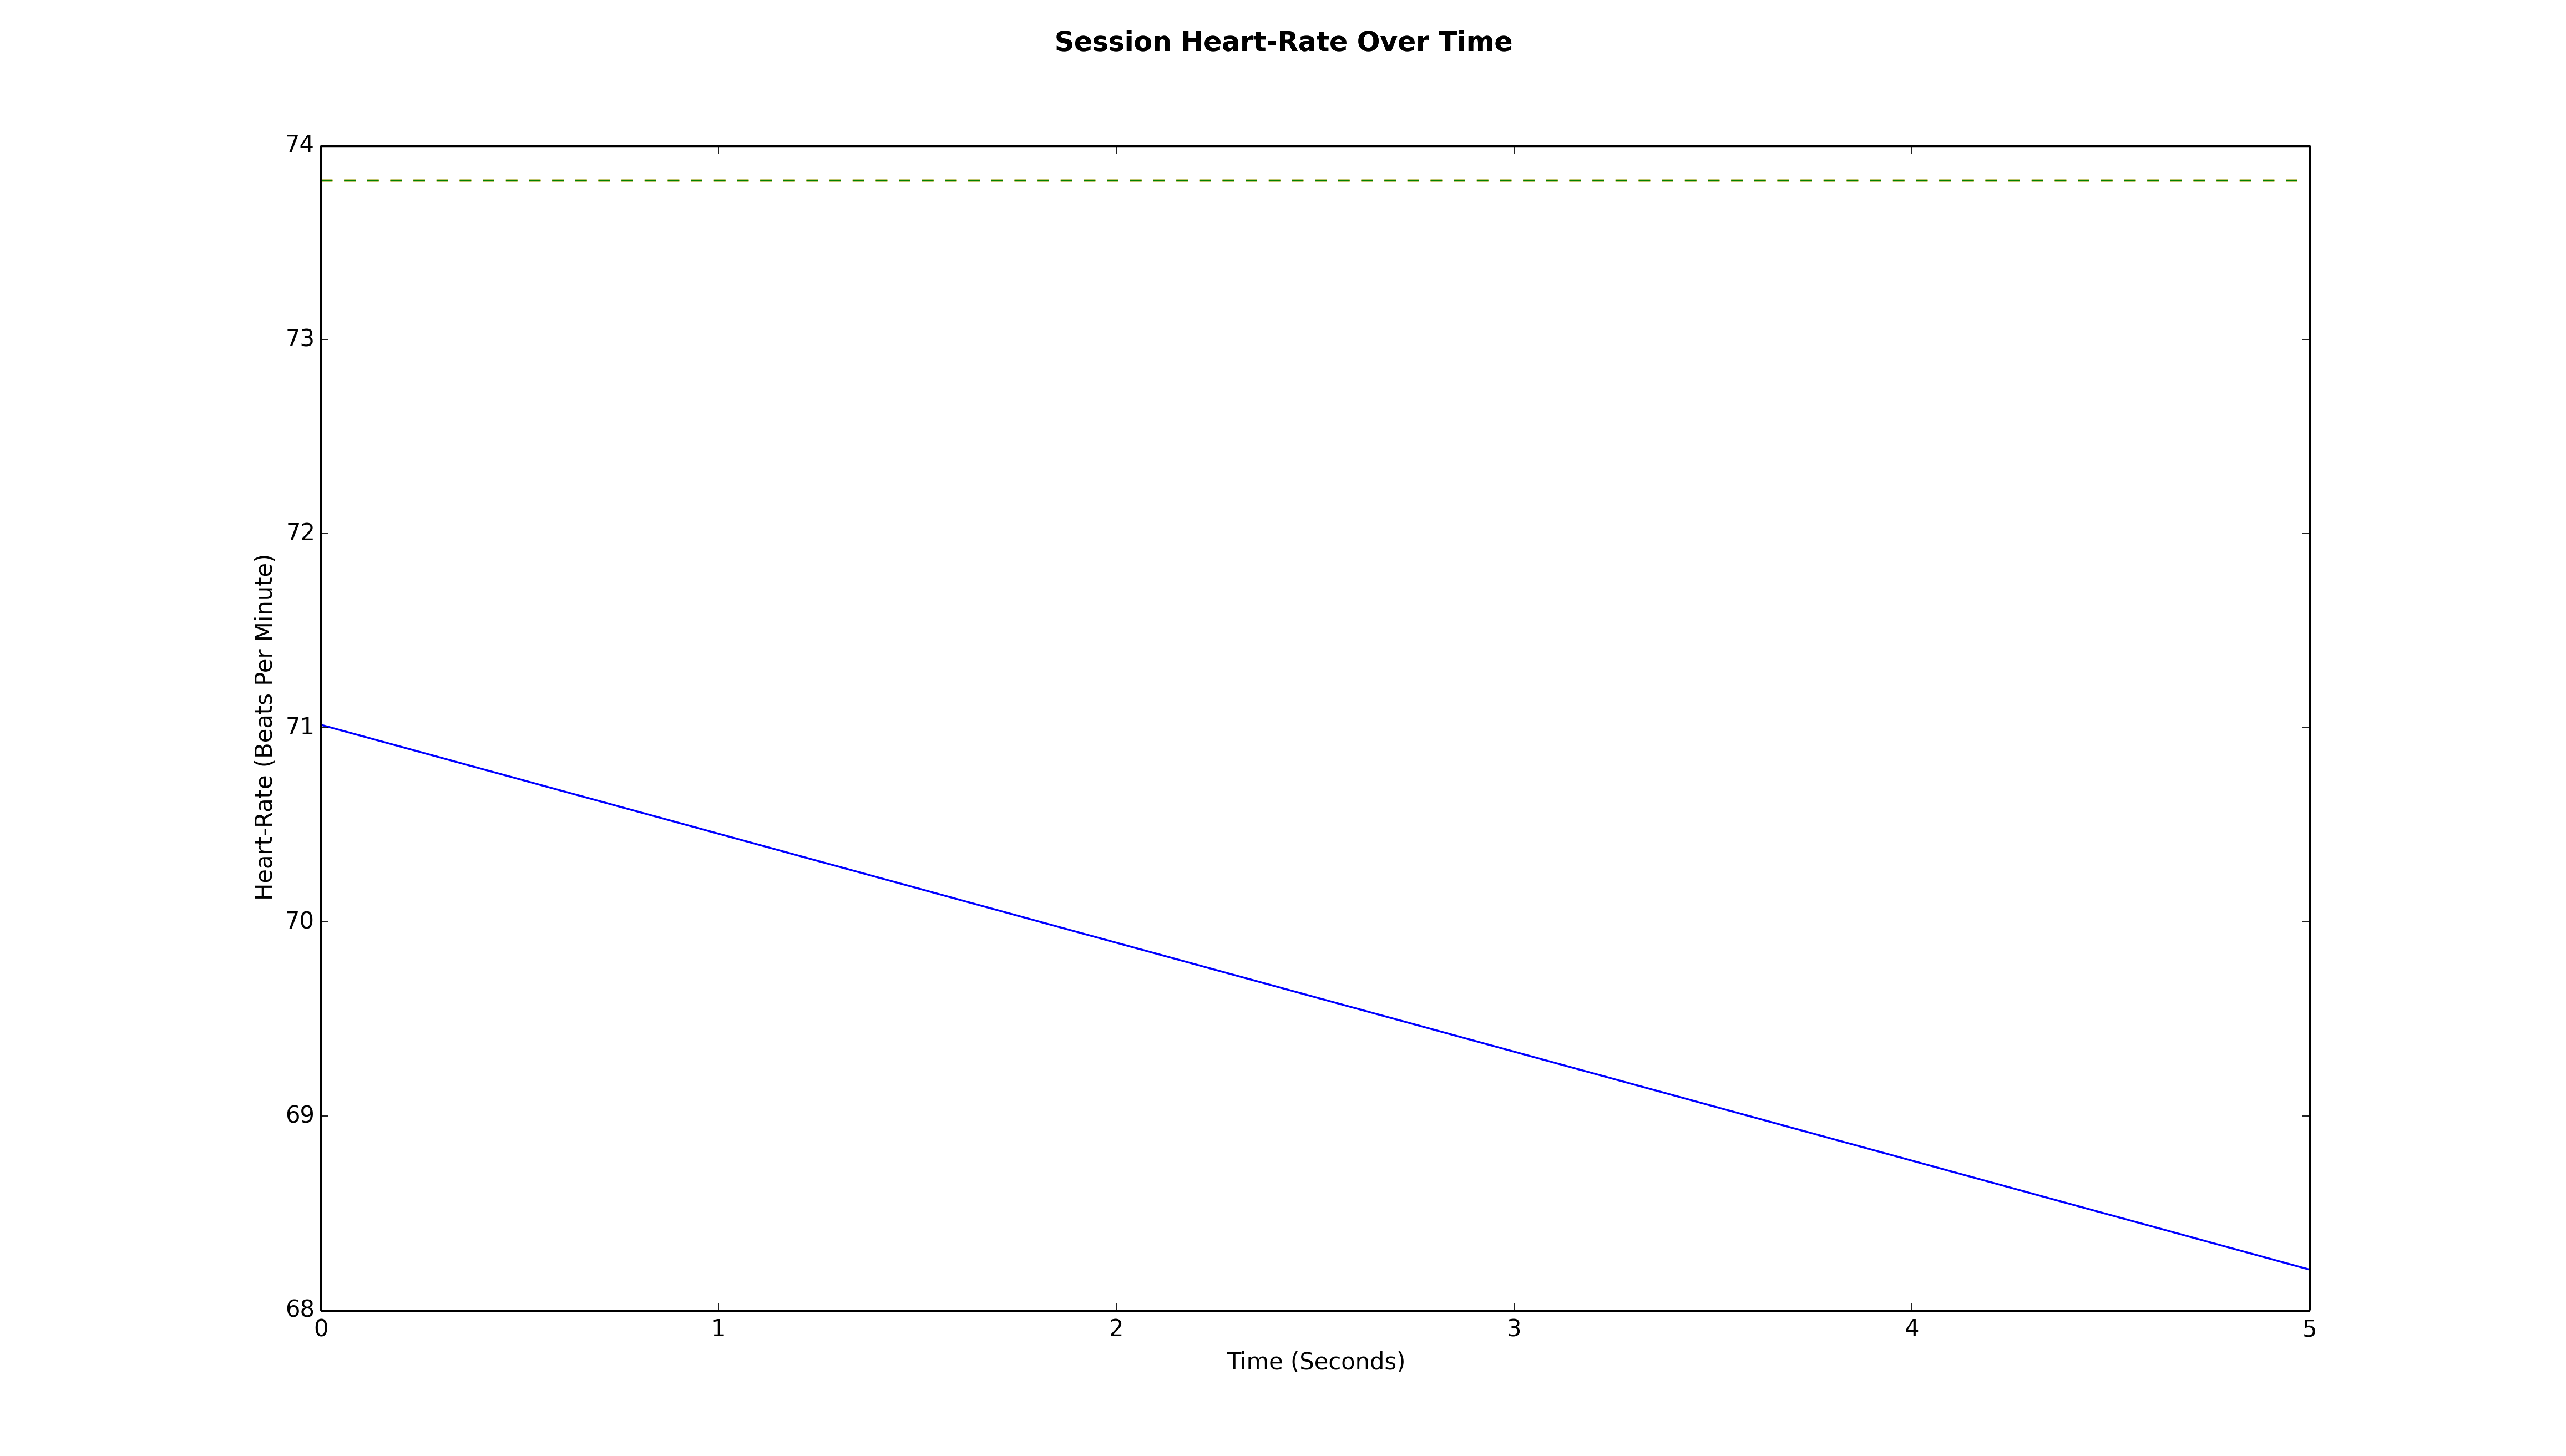 Session Heart-Rate Over Time
74
73
72
71
70
69
68
Heart-Rate (Beats Per Minute)
0 1 2 3 4 5
Time (Seconds)